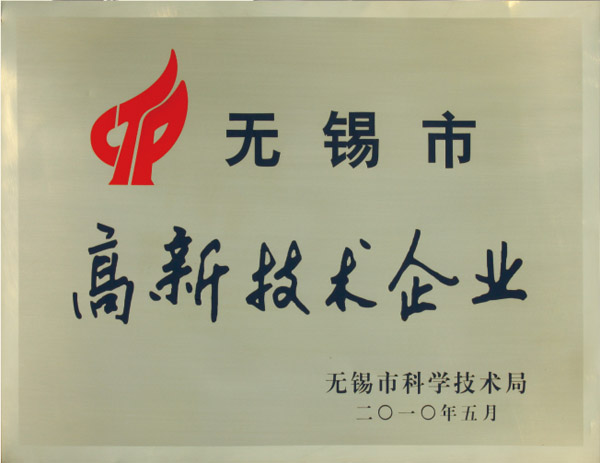 无锡市
高新技术企业
无锡市科学技术局
二〇一〇年五月